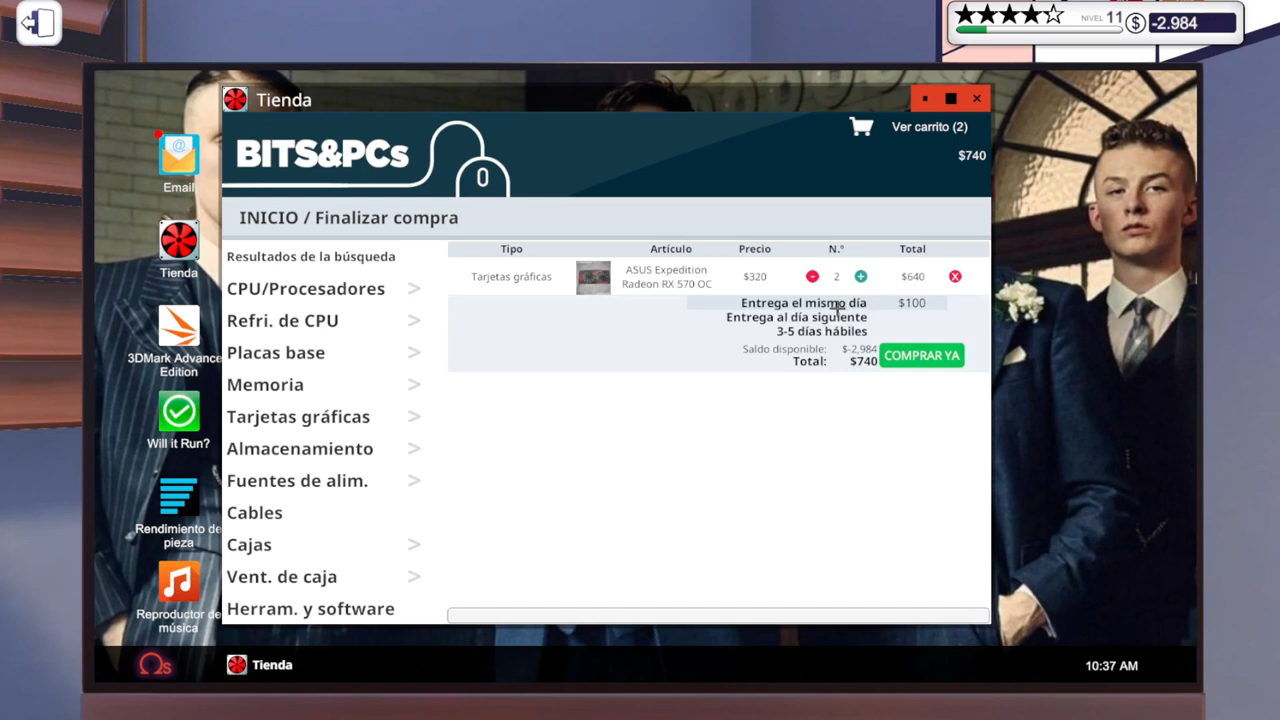 NIVEL 11
$ -2.984
Tienda
BITS&PCs
Ver carrito (2)
$740
INICIO / Finalizar compra
Resultados de la búsqueda
CPU/Procesadores >
Refri. de CPU >
Placas base >
Memoria >
Tarjetas gráficas >
Almacenamiento >
Fuentes de alim. >
Cables
Cajas >
Vent. de caja >
Herram. y software
Tipo Artículo Precio N.º Total
Tarjetas gráficas ASUS Expedition Radeon RX 570 OC $320 2 $640
Entrega el mismo día $100
Entrega al día siguiente
3-5 días hábiles
Saldo disponible: $-2,984
Total: $740
COMPRAR YA
Email
Tienda
3DMark Advance
Edition
Will it Run?
Rendimiento de
pieza
Reproductor de
música
Ωs
Tienda
10:37 AM